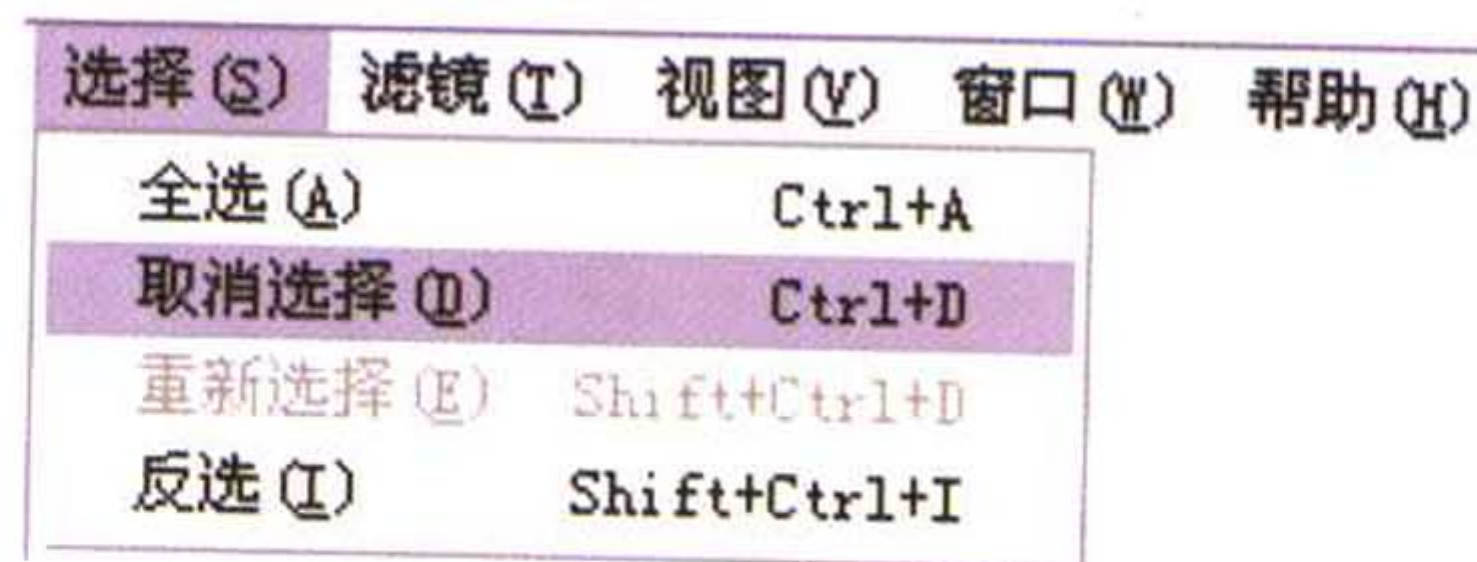 选择(S) 滤镜(T) 视图(V) 窗口(W) 帮助(H)
全选(A) Ctrl+A
取消选择(D) Ctrl+D
重新选择(E) Shift+Ctrl+D
反选(I) Shift+Ctrl+I